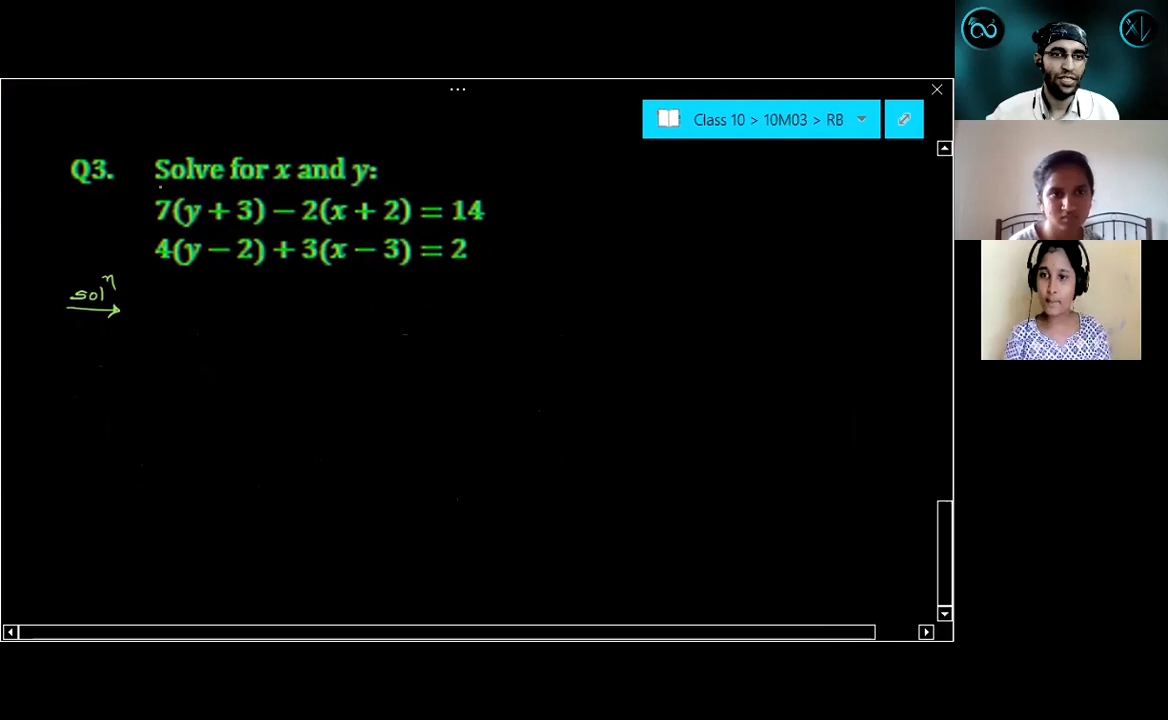 Class 10 > 10M03 > RB
Q3. Solve for x and y:
7(y + 3) − 2(x + 2) = 14
4(y − 2) + 3(x − 3) = 2
solⁿ